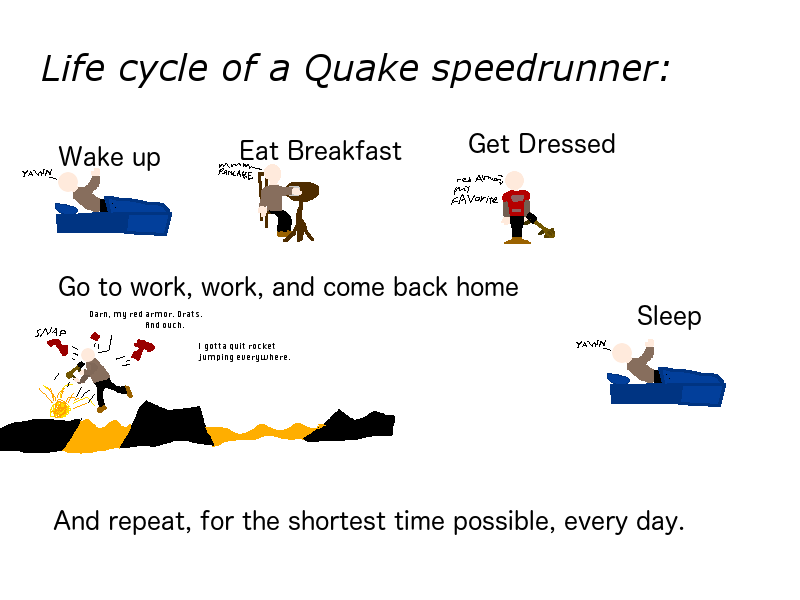 Life cycle of a Quake speedrunner:
Wake up
YAWN
Eat Breakfast
mmmm
PANCAKE
Get Dressed
red Armor,
my
FAVorite
Go to work, work, and come back home
Darn, my red armor. Drats.
And ouch.
SNAP
I gotta quit rocket
jumping everywhere.
Sleep
YAWN
And repeat, for the shortest time possible, every day.